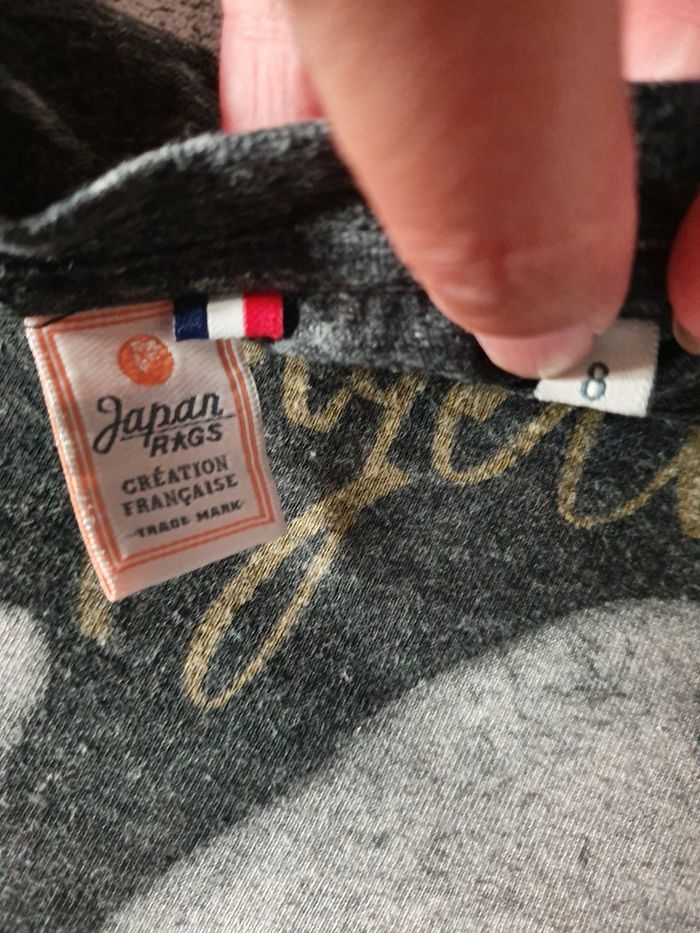 Japan
RAGS
CRÉATION
FRANÇAISE
TRADE MARK
8